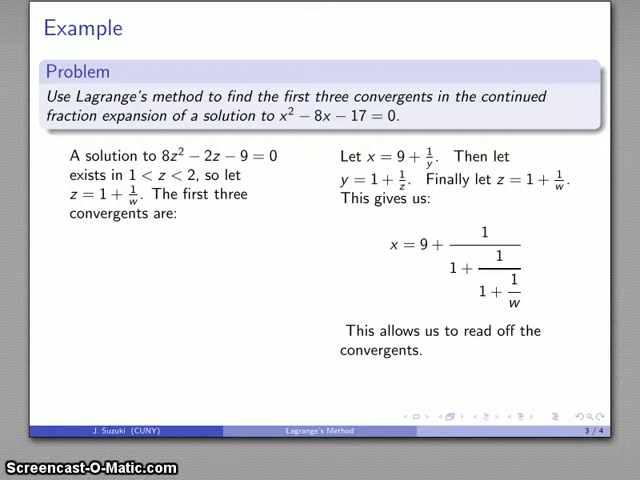 Example
Problem
Use Lagrange's method to find the first three convergents in the continued
fraction expansion of a solution to x² − 8x − 17 = 0.
A solution to 8z² − 2z − 9 = 0
exists in 1 < z < 2, so let
z = 1 + 1/w. The first three
convergents are:
Let x = 9 + 1/y. Then let
y = 1 + 1/z. Finally let z = 1 + 1/w.
This gives us:
x = 9 + 1/(1 + 1/(1 + 1/w))
This allows us to read off the
convergents.
J. Suzuki (CUNY)
Lagrange's Method
3 / 4
Screencast-O-Matic.com